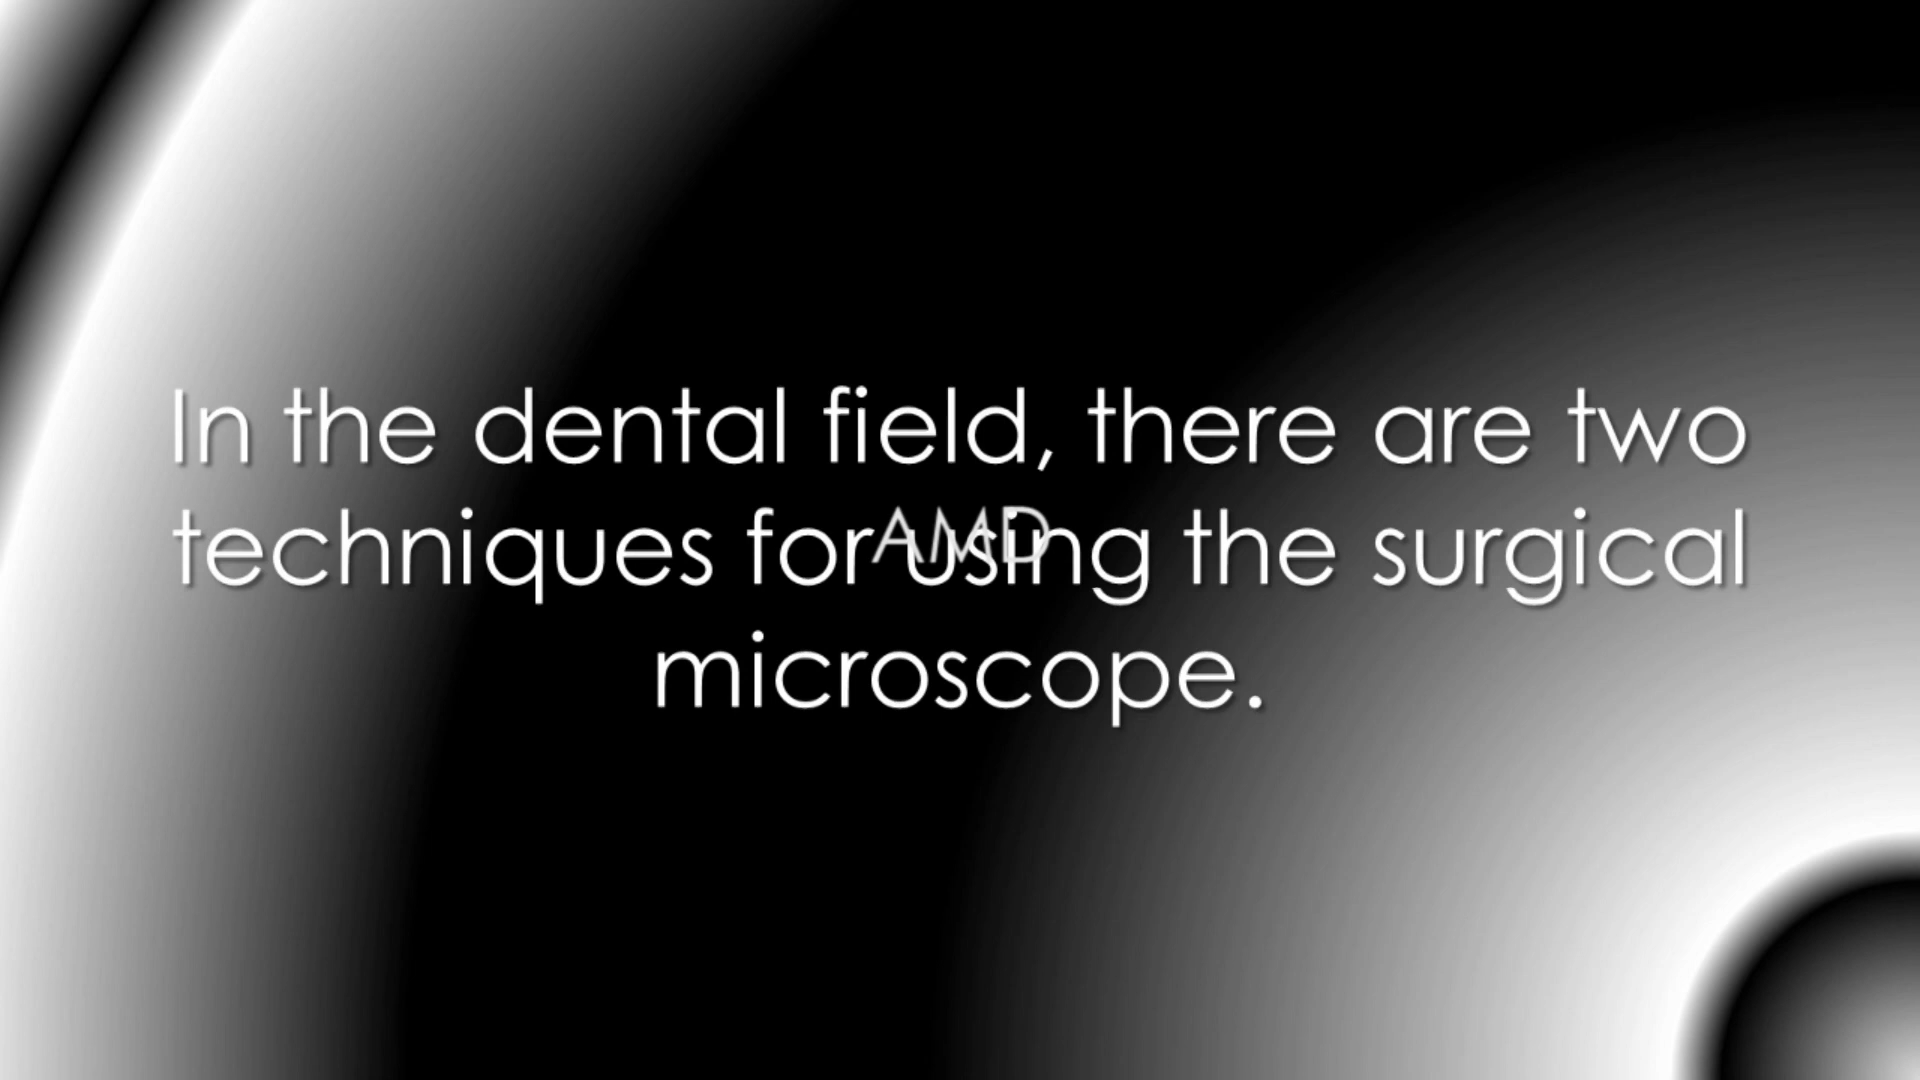 In the dental field, there are two
techniques for using the surgical
microscope.
AMD